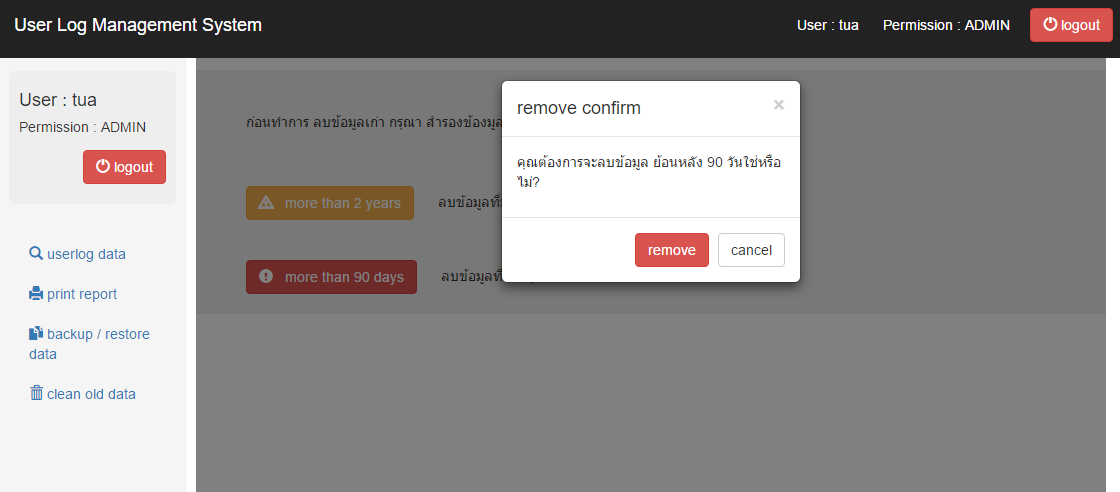 User Log Management System
User : tua
Permission : ADMIN
logout
User : tua
Permission : ADMIN
logout
userlog data
print report
backup / restore
data
clean old data
ก่อนทำการ ลบข้อมูลเก่า กรุณา สำรองข้องมูล
more than 2 years
ลบข้อมูลที่
more than 90 days
ลบข้อมูลที่
remove confirm
×
คุณต้องการจะลบข้อมูล ย้อนหลัง 90 วันใช่หรือ
ไม่?
remove
cancel